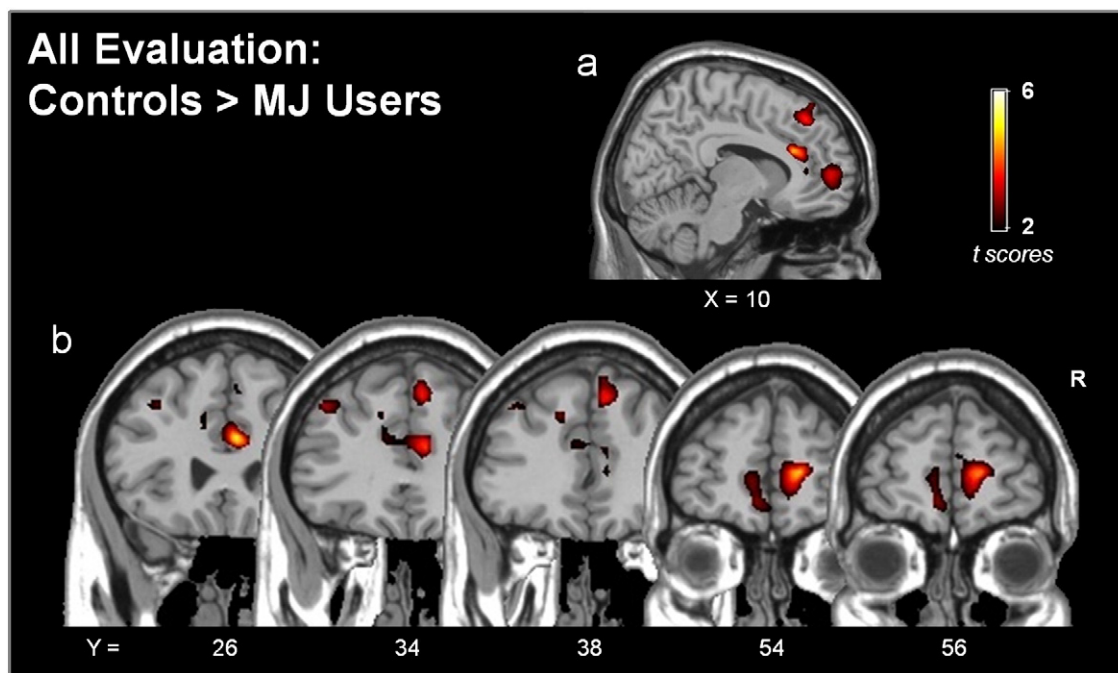 All Evaluation:
Controls > MJ Users
a
6
2
t scores
X = 10
b
R
Y = 26 34 38 54 56